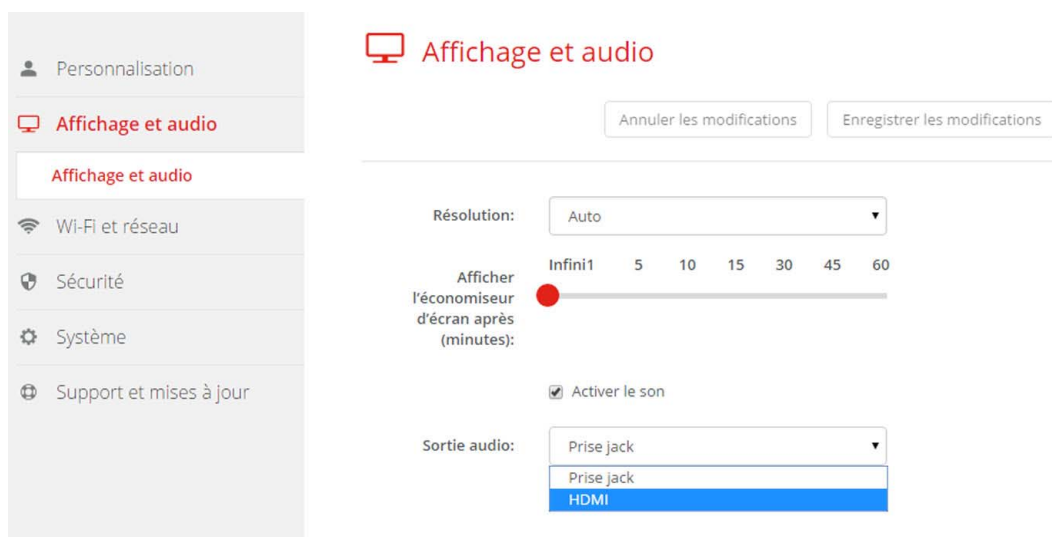 Personnalisation
Affichage et audio
Affichage et audio
Wi-Fi et réseau
Sécurité
Système
Support et mises à jour
Affichage et audio
Annuler les modifications
Enregistrer les modifications
Résolution:
Auto
Afficher
l'économiseur
d'écran après
(minutes):
Infini1 5 10 15 30 45 60
Activer le son
Sortie audio:
Prise jack
Prise jack
HDMI